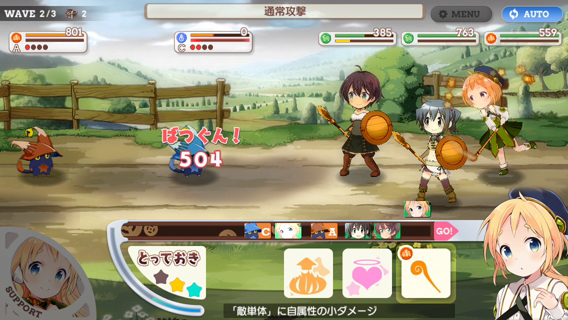 WAVE 2/3 2
通常攻撃
MENU
AUTO
801
A
0
C
385
763
559
ばつぐん!
504
C
A
GO!
とっておき
SUPPORT
「敵単体」に自属性の小ダメージ